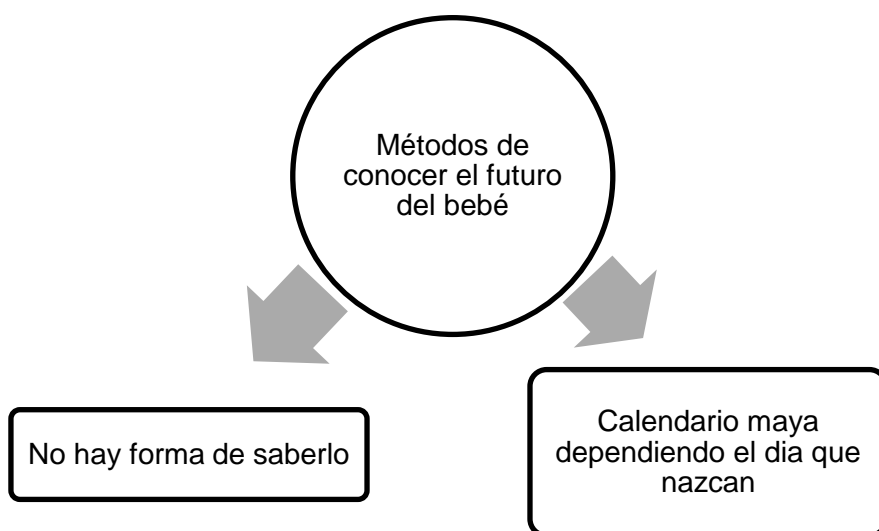 Métodos de
conocer el futuro
del bebé
No hay forma de saberlo
Calendario maya
dependiendo el dia que
nazcan